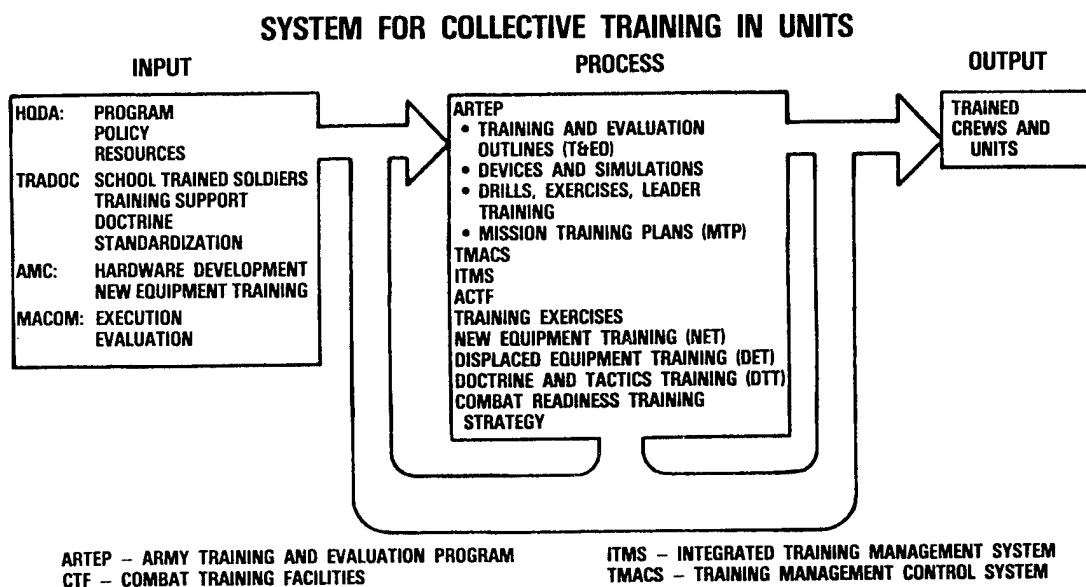 SYSTEM FOR COLLECTIVE TRAINING IN UNITS
INPUT
HQDA: PROGRAM
POLICY
RESOURCES
TRADOC SCHOOL TRAINED SOLDIERS
TRAINING SUPPORT
DOCTRINE
STANDARDIZATION
AMC: HARDWARE DEVELOPMENT
NEW EQUIPMENT TRAINING
MACOM: EXECUTION
EVALUATION
PROCESS
ARTEP
• TRAINING AND EVALUATION
OUTLINES (T&EO)
• DEVICES AND SIMULATIONS
• DRILLS, EXERCISES, LEADER
TRAINING
• MISSION TRAINING PLANS (MTP)
TMACS
ITMS
ACTF
TRAINING EXERCISES
NEW EQUIPMENT TRAINING (NET)
DISPLACED EQUIPMENT TRAINING (DET)
DOCTRINE AND TACTICS TRAINING (DTT)
COMBAT READINESS TRAINING
STRATEGY
OUTPUT
TRAINED
CREWS AND
UNITS
ARTEP – ARMY TRAINING AND EVALUATION PROGRAM
CTF – COMBAT TRAINING FACILITIES
ITMS – INTEGRATED TRAINING MANAGEMENT SYSTEM
TMACS – TRAINING MANAGEMENT CONTROL SYSTEM